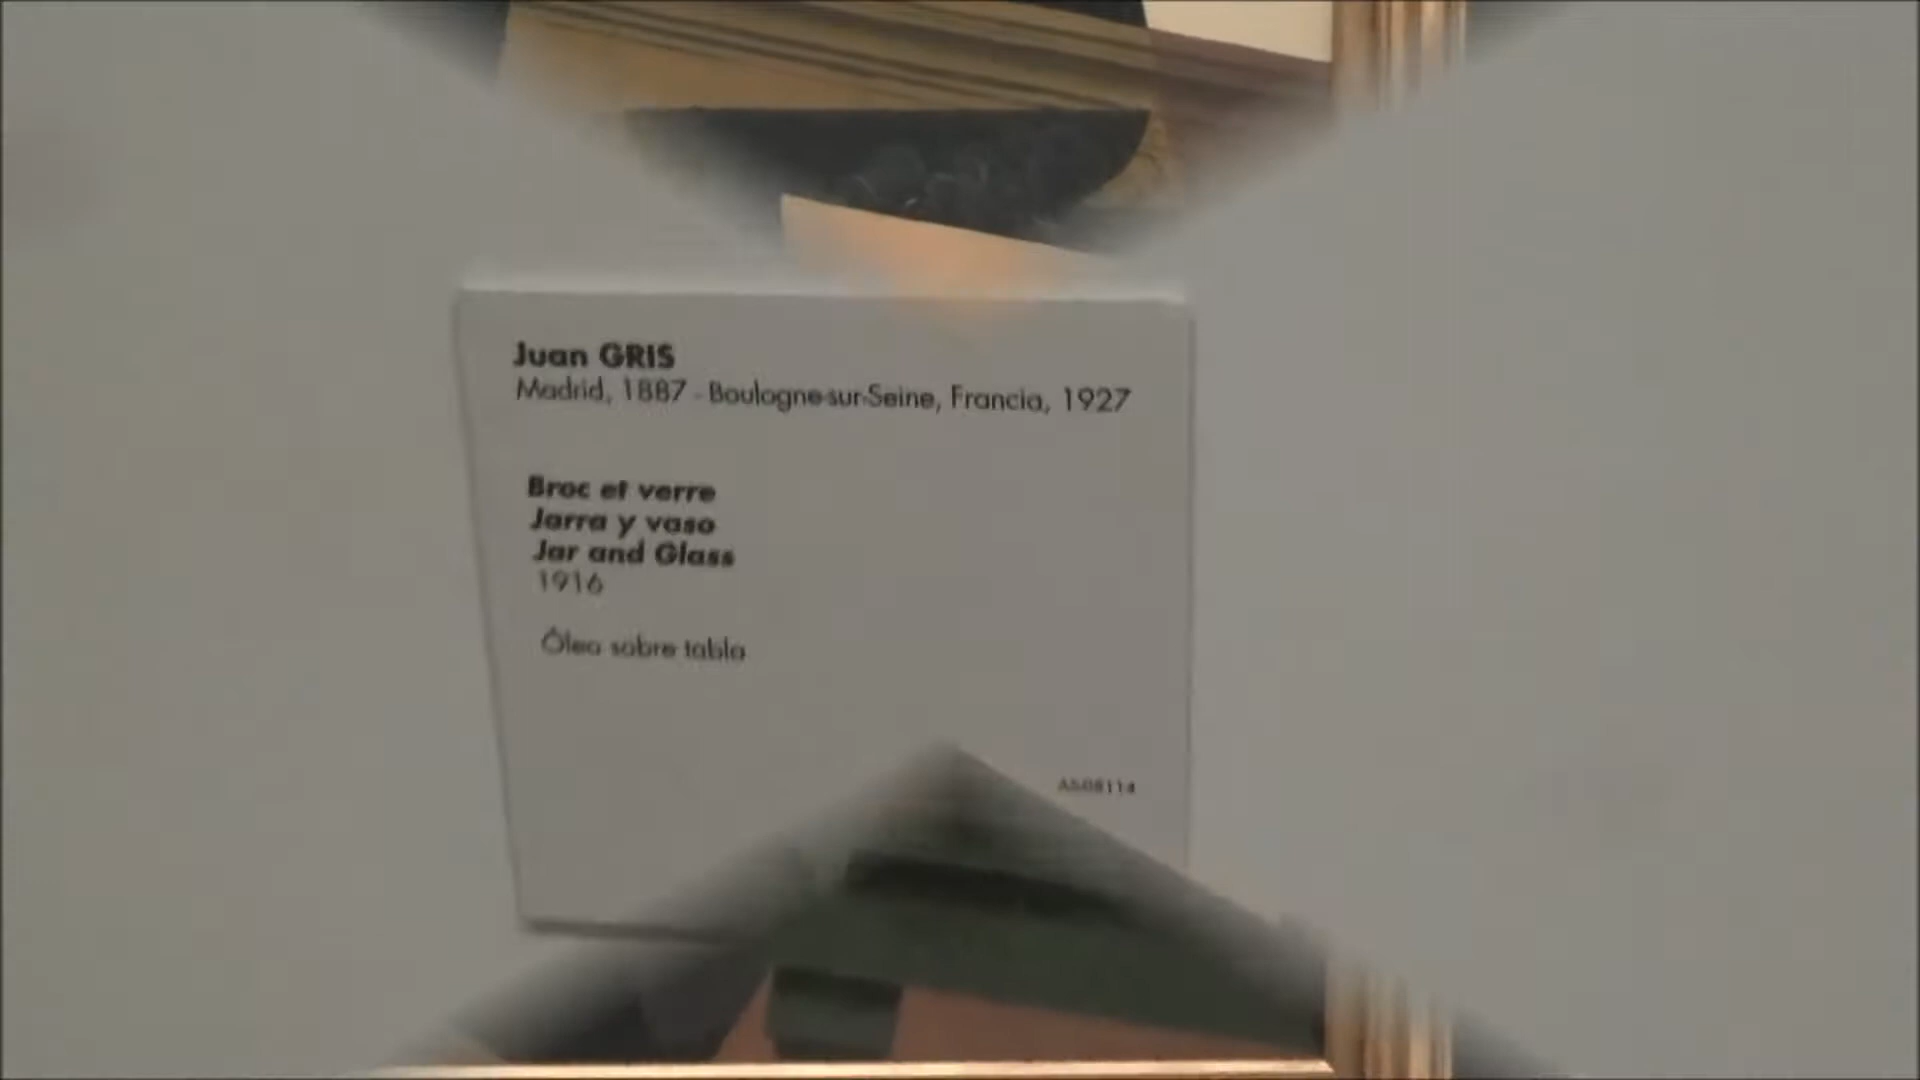 Juan GRIS
Madrid, 1887 - Boulogne-sur-Seine, Francia, 1927
Broc et verre
Jarra y vaso
Jar and Glass
1916
Óleo sobre tabla
AS08114